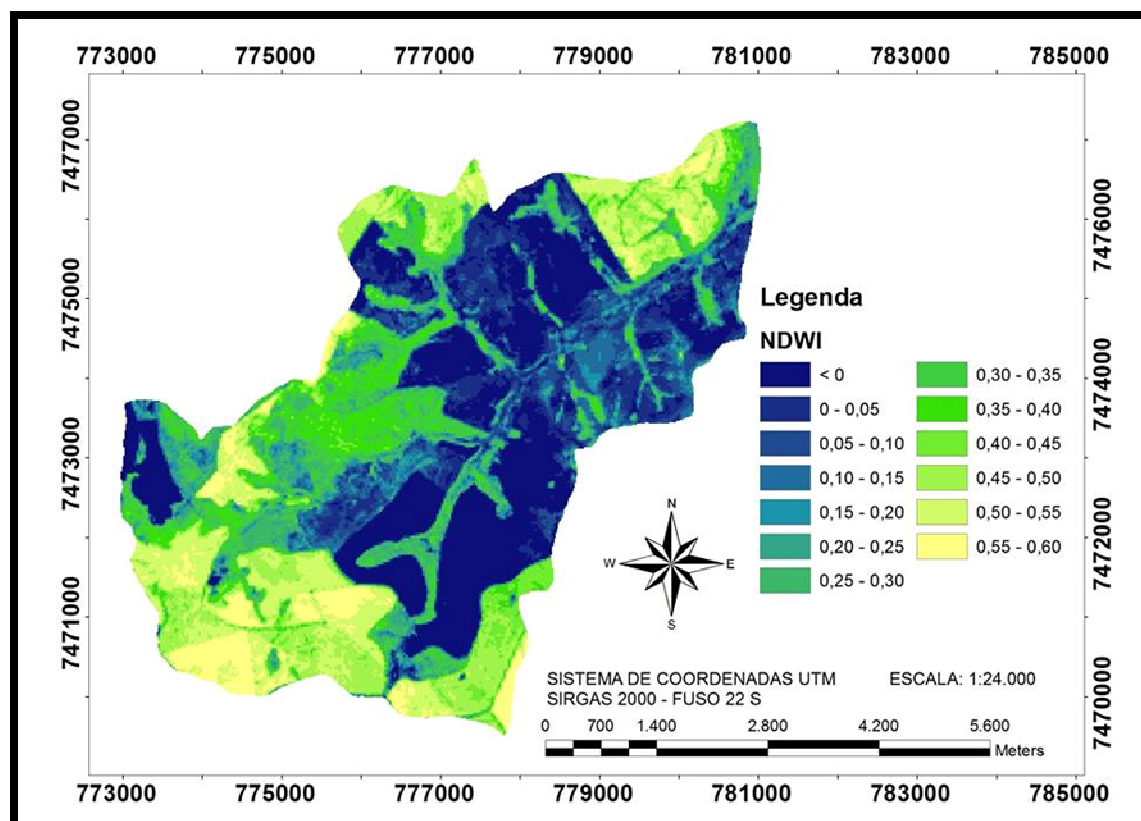 773000 775000 777000 779000 781000 783000 785000
7477000
7475000
7473000
7471000
7476000
7474000
7472000
7470000
Legenda
NDWI
< 0
0 - 0,05
0,05 - 0,10
0,10 - 0,15
0,15 - 0,20
0,20 - 0,25
0,25 - 0,30
0,30 - 0,35
0,35 - 0,40
0,40 - 0,45
0,45 - 0,50
0,50 - 0,55
0,55 - 0,60
N
W E
S
SISTEMA DE COORDENADAS UTM ESCALA: 1:24.000
SIRGAS 2000 - FUSO 22 S
0 700 1.400 2.800 4.200 5.600
Meters
773000 775000 777000 779000 781000 783000 785000